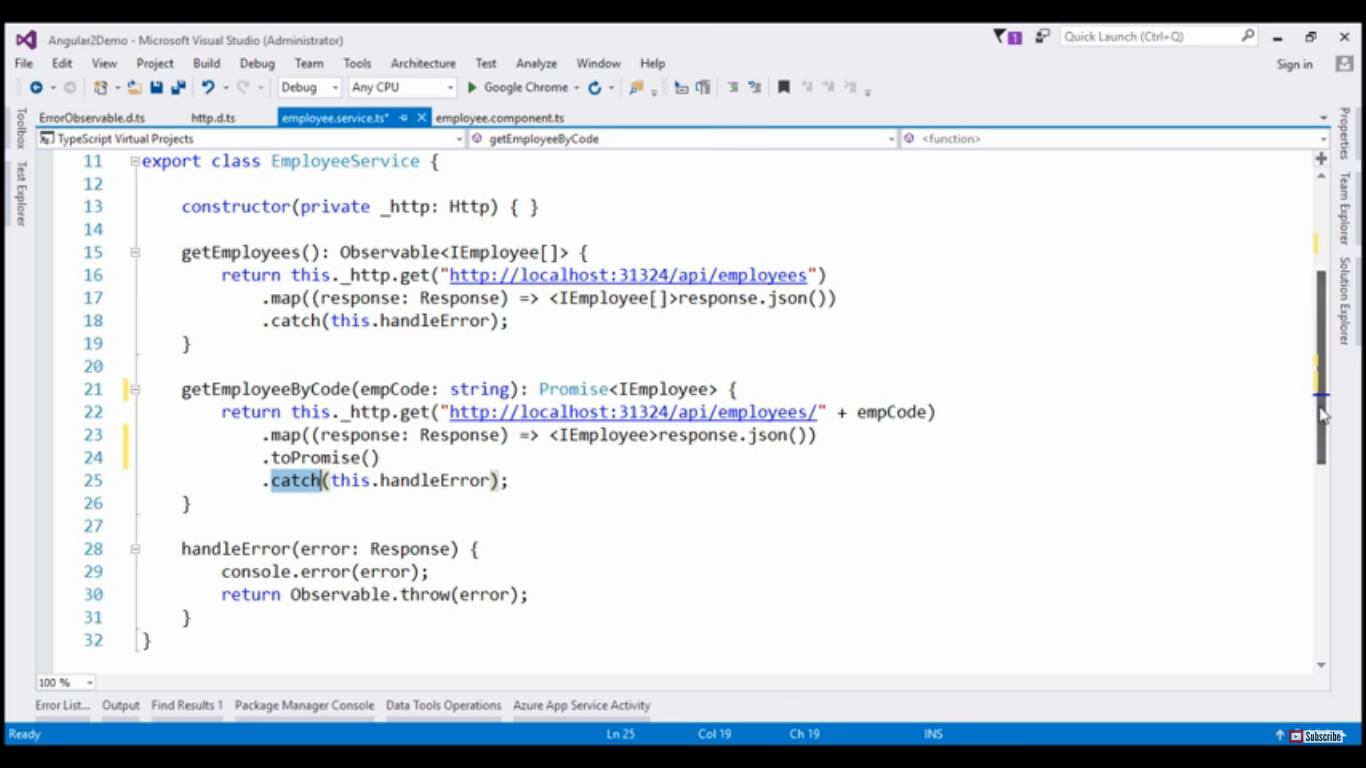 Angular2Demo - Microsoft Visual Studio (Administrator)
1
Quick Launch (Ctrl+Q)
File Edit View Project Build Debug Team Tools Architecture Test Analyze Window Help
Sign in
Debug Any CPU Google Chrome
Toolbox
Test Explorer
ErrorObservable.d.ts http.d.ts employee.service.ts* employee.component.ts
TypeScript Virtual Projects getEmployeeByCode <function>
11 export class EmployeeService {
12
13 constructor(private _http: Http) { }
14
15 getEmployees(): Observable<IEmployee[]> {
16 return this._http.get("http://localhost:31324/api/employees")
17 .map((response: Response) => <IEmployee[]>response.json())
18 .catch(this.handleError);
19 }
20
21 getEmployeeByCode(empCode: string): Promise<IEmployee> {
22 return this._http.get("http://localhost:31324/api/employees/" + empCode)
23 .map((response: Response) => <IEmployee>response.json())
24 .toPromise()
25 .catch(this.handleError);
26 }
27
28 handleError(error: Response) {
29 console.error(error);
30 return Observable.throw(error);
31 }
32 }
Properties
Team Explorer
Solution Explorer
100 %
Error List... Output Find Results 1 Package Manager Console Data Tools Operations Azure App Service Activity
Ready Ln 25 Col 19 Ch 19 INS
Subscribe